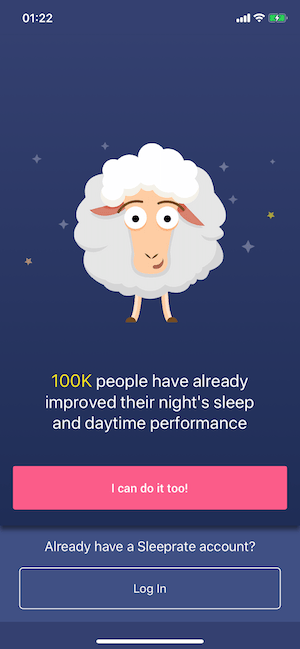 01:22
100K people have already
improved their night's sleep
and daytime performance
I can do it too!
Already have a Sleeprate account?
Log In